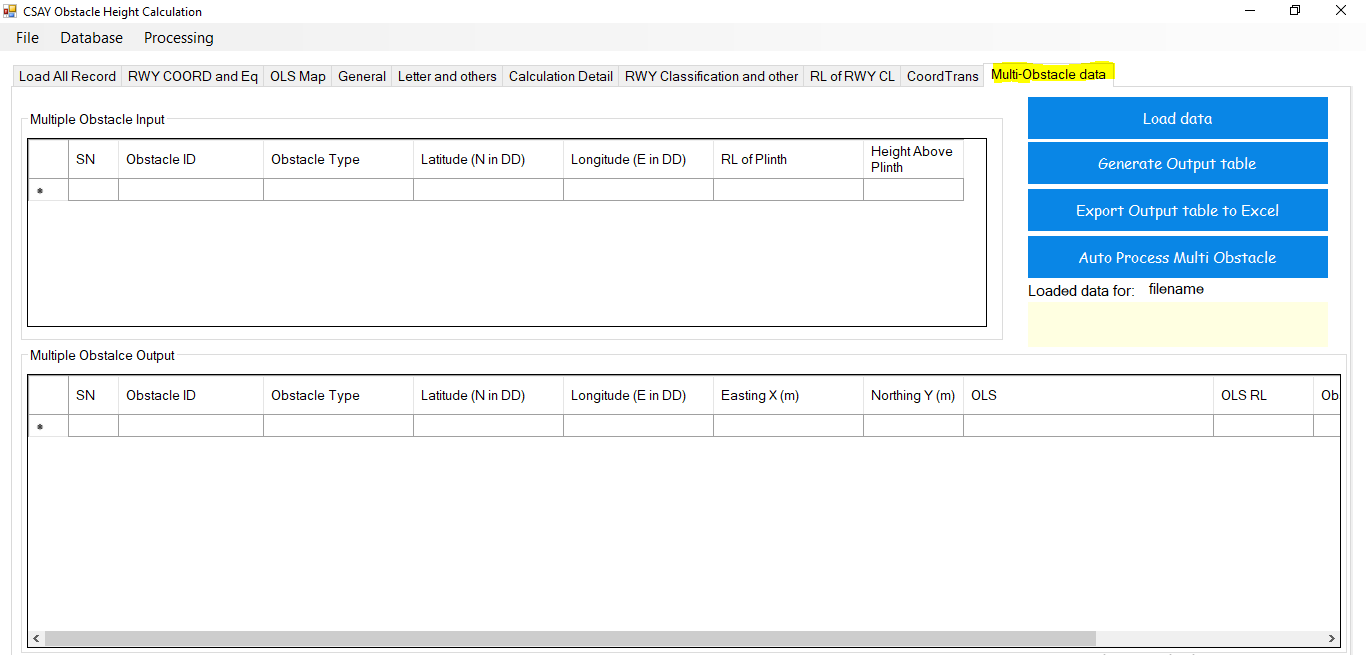 CSAY Obstacle Height Calculation
File Database Processing
Load All Record RWY COORD and Eq OLS Map General Letter and others Calculation Detail RWY Classification and other RL of RWY CL CoordTrans Multi-Obstacle data
Multiple Obstacle Input
SN Obstacle ID Obstacle Type Latitude (N in DD) Longitude (E in DD) RL of Plinth Height Above Plinth
Load data
Generate Output table
Export Output table to Excel
Auto Process Multi Obstacle
Loaded data for: filename
Multiple Obstalce Output
SN Obstacle ID Obstacle Type Latitude (N in DD) Longitude (E in DD) Easting X (m) Northing Y (m) OLS OLS RL Ob